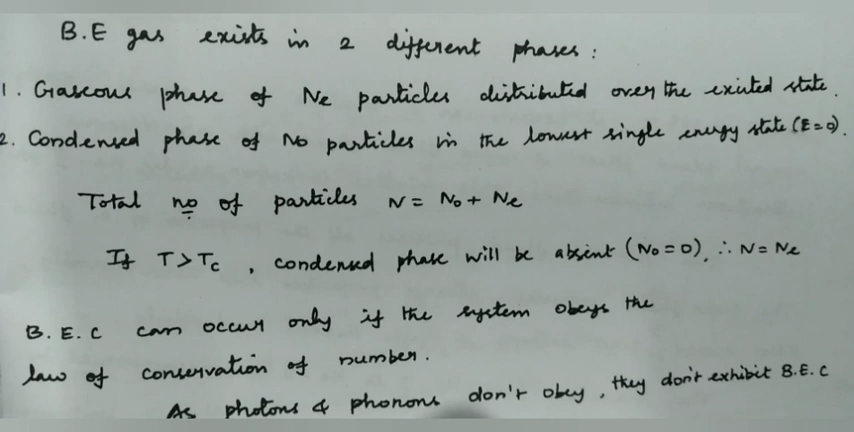 B.E gas exists in 2 different phases :
1. Gaseous phase of Ne particles distributed over the excited state.
2. Condensed phase of No particles in the lowest single energy state (E=0).
Total no of particles N = No + Ne
If T>Tc , condensed phase will be absent (No=0), ∴ N=Ne
B.E.C can occur only if the system obeys the
law of conservation of number.
As photons & phonons don't obey, they don't exhibit B.E.C